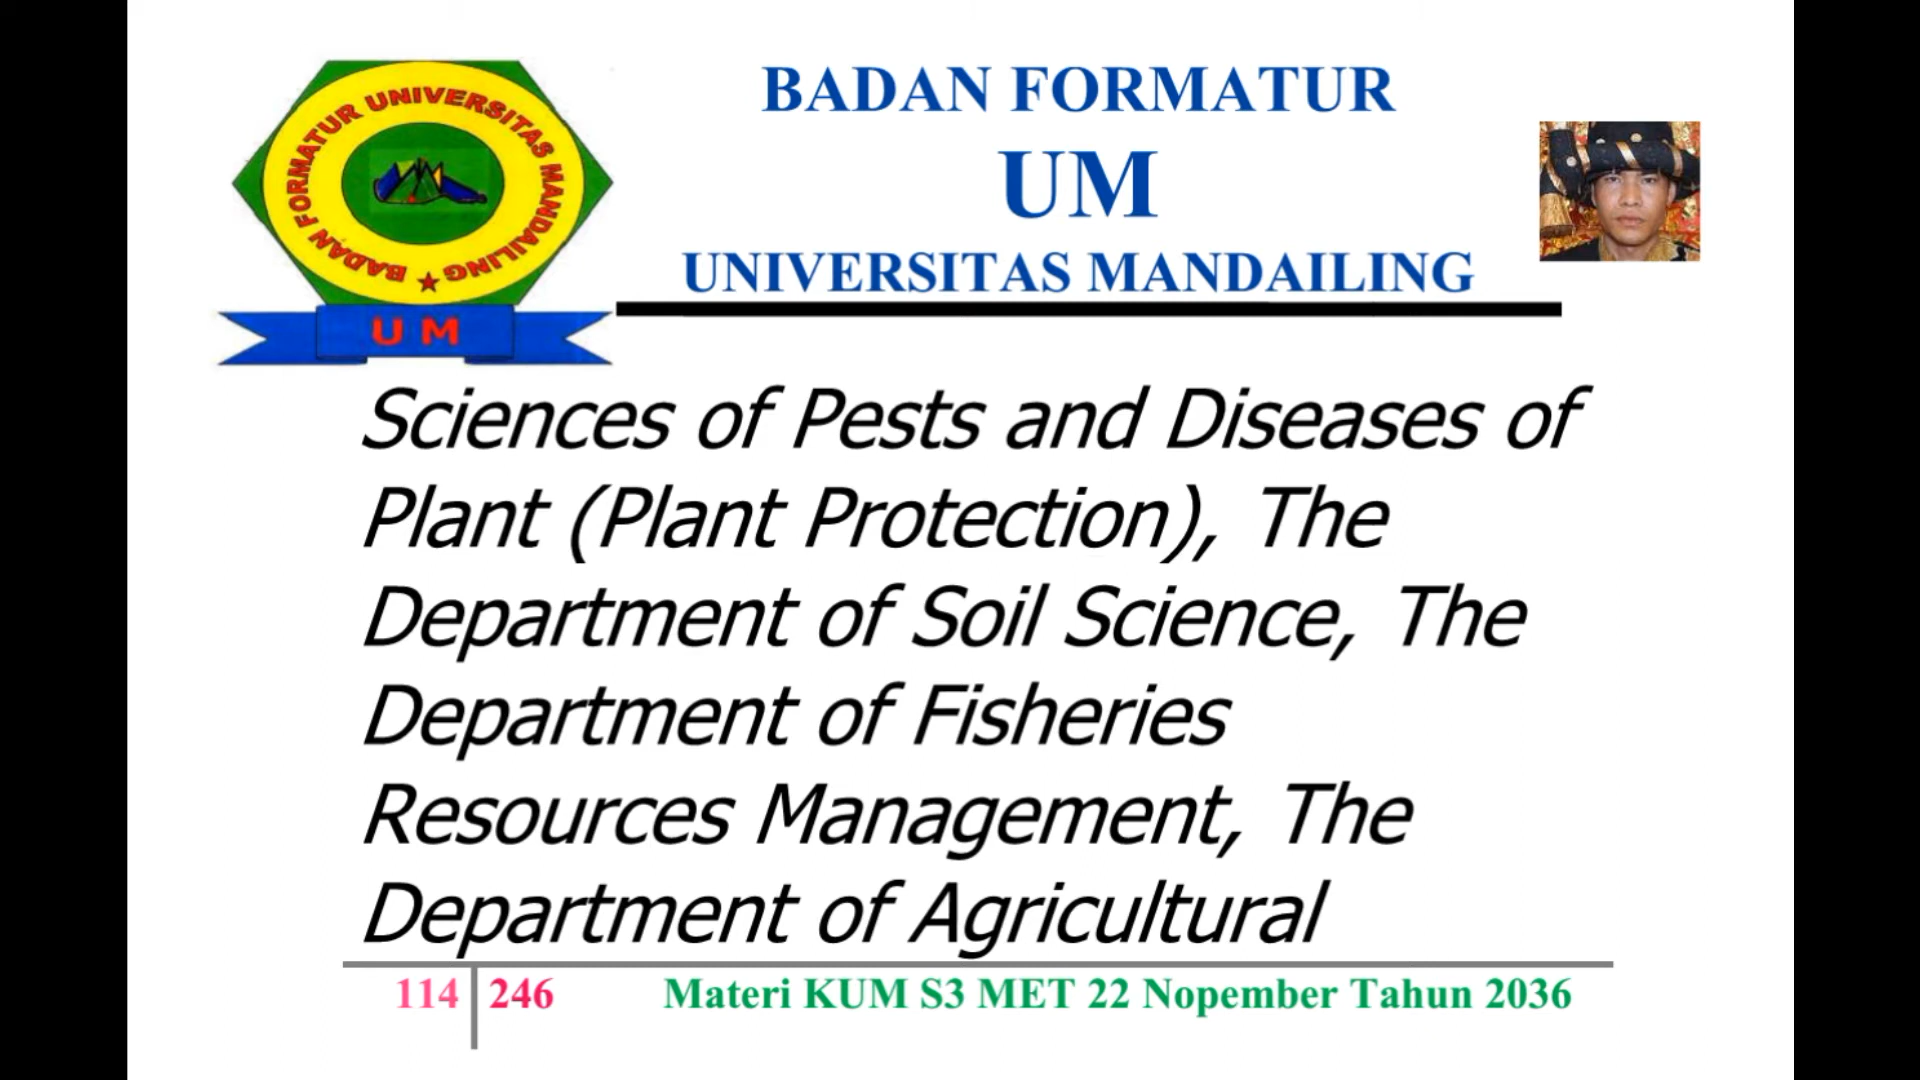 BADAN FORMATUR UNIVERSITAS MANDAILING
U M
BADAN FORMATUR
UM
UNIVERSITAS MANDAILING
Sciences of Pests and Diseases of
Plant (Plant Protection), The
Department of Soil Science, The
Department of Fisheries
Resources Management, The
Department of Agricultural
114 246 Materi KUM S3 MET 22 Nopember Tahun 2036